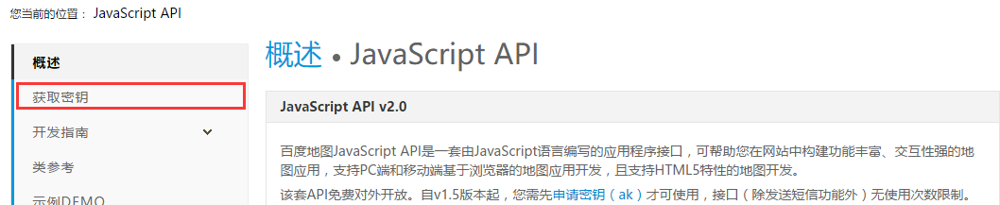 您当前的位置： JavaScript API
概述
获取密钥
开发指南
类参考
示例DEMO
概述 • JavaScript API
JavaScript API v2.0
百度地图JavaScript API是一套由JavaScript语言编写的应用程序接口，可帮助您在网站中构建功能丰富、交互性强的地
图应用，支持PC端和移动端基于浏览器的地图应用开发，且支持HTML5特性的地图开发。
该套API免费对外开放。自v1.5版本起，您需先申请密钥（ak）才可使用，接口（除发送短信功能外）无使用次数限制。